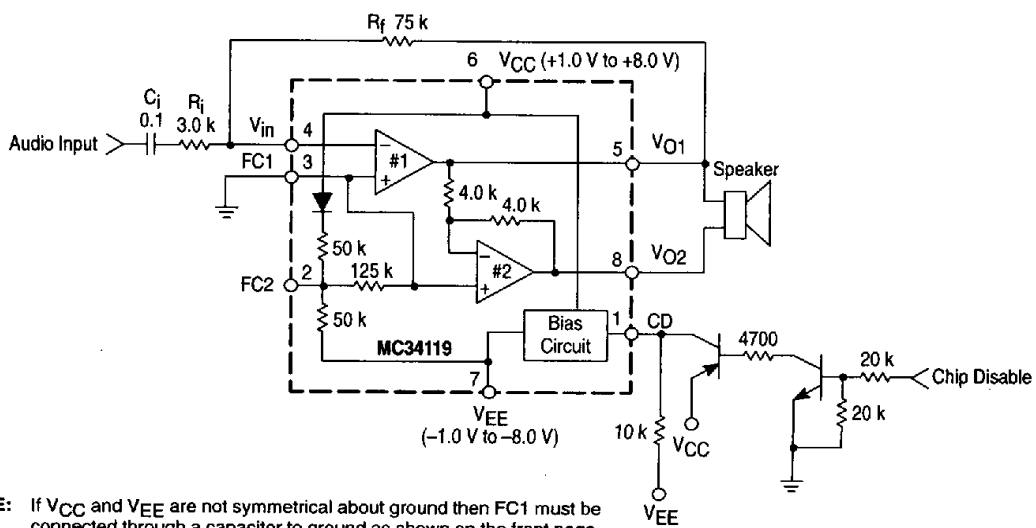 Rf 75 k
6 VCC (+1.0 V to +8.0 V)
Ci
0.1
Ri
3.0 k
Audio Input
Vin
4
FC1
3
#1
−
+
5
VO1
Speaker
4.0 k
4.0 k
50 k
FC2
2
125 k
−
+
#2
8
VO2
50 k
MC34119
Bias
Circuit
1
CD
4700
20 k
Chip Disable
7
VEE
(−1.0 V to −8.0 V)
10 k
VCC
20 k
VEE
E: If VCC and VEE are not symmetrical about ground then FC1 must be
connected through a capacitor to ground as shown on the front page